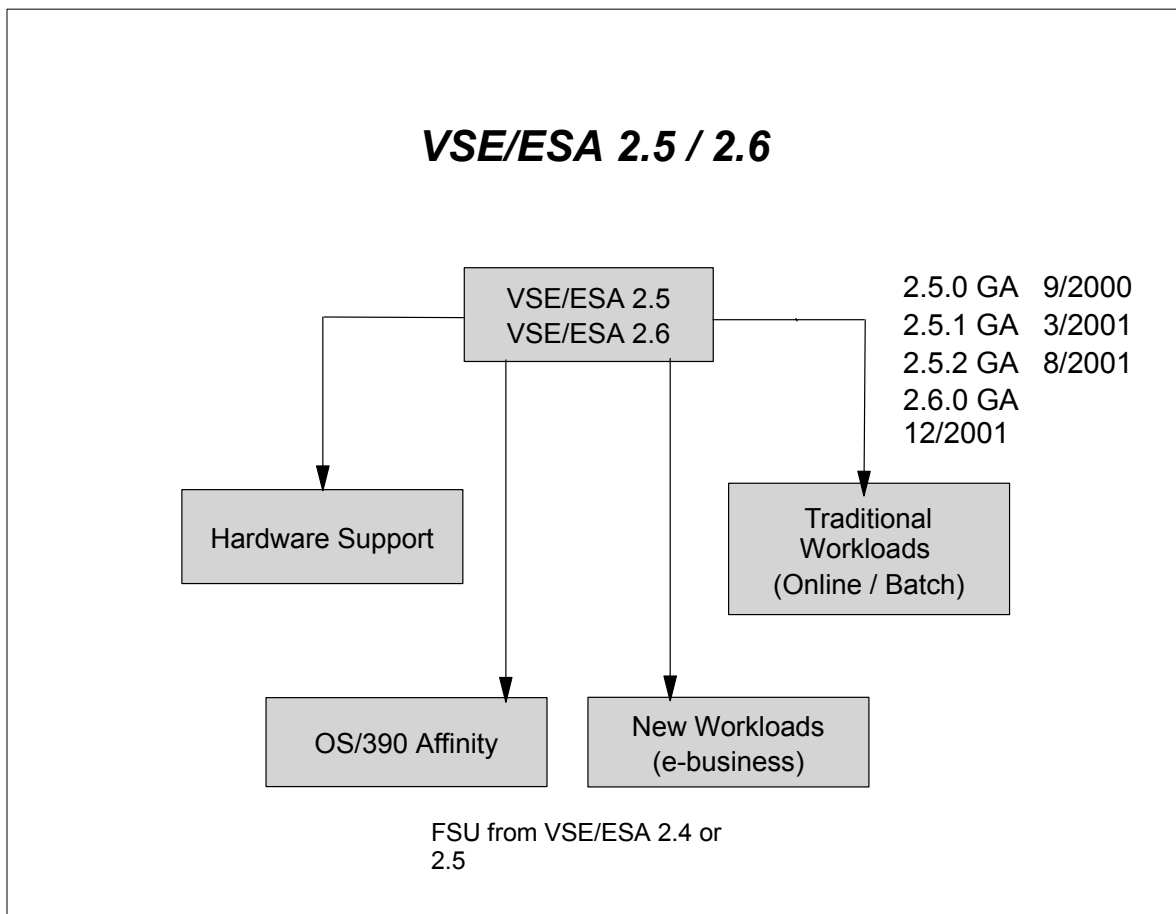 VSE/ESA 2.5 / 2.6
VSE/ESA 2.5
VSE/ESA 2.6
2.5.0 GA 9/2000
2.5.1 GA 3/2001
2.5.2 GA 8/2001
2.6.0 GA
12/2001
Hardware Support
Traditional
Workloads
(Online / Batch)
OS/390 Affinity
New Workloads
(e-business)
FSU from VSE/ESA 2.4 or
2.5